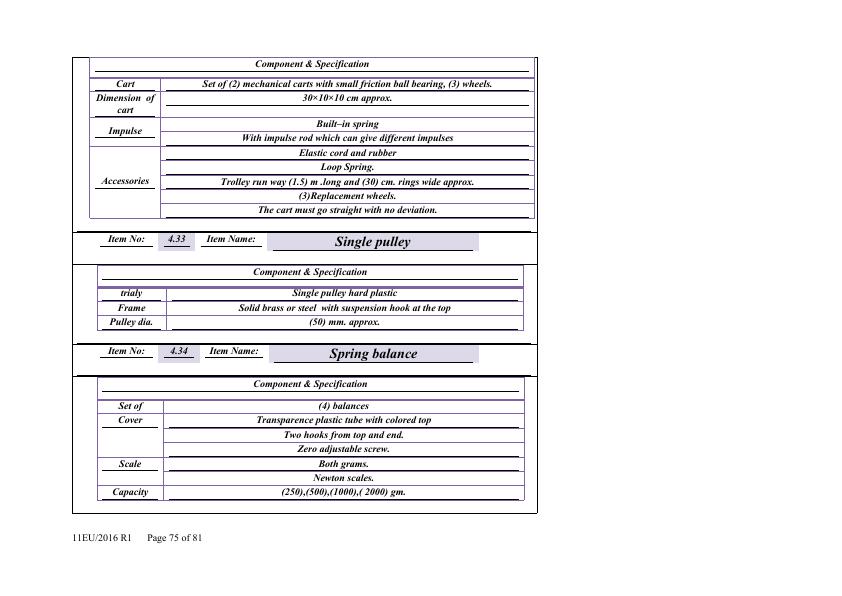 Component & Specification
Cart Set of (2) mechanical carts with small friction ball bearing, (3) wheels.
Dimension of cart 30×10×10 cm approx.
Impulse Built–in spring
With impulse rod which can give different impulses
Accessories Elastic cord and rubber
Loop Spring.
Trolley run way (1.5) m .long and (30) cm. rings wide approx.
(3)Replacement wheels.
The cart must go straight with no deviation.
Item No: 4.33 Item Name: Single pulley
Component & Specification
trialy Single pulley hard plastic
Frame Solid brass or steel with suspension hook at the top
Pulley dia. (50) mm. approx.
Item No: 4.34 Item Name: Spring balance
Component & Specification
Set of (4) balances
Cover Transparence plastic tube with colored top
Two hooks from top and end.
Zero adjustable screw.
Scale Both grams.
Newton scales.
Capacity (250),(500),(1000),( 2000) gm.
11EU/2016 R1 Page 75 of 81